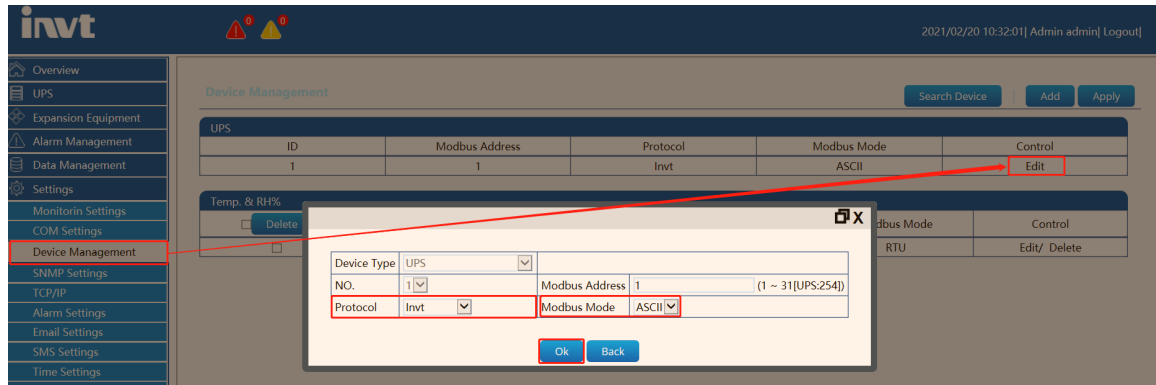 invt
0
0
2021/02/20 10:32:01| Admin admin| Logout|
Overview
UPS
Expansion Equipment
Alarm Management
Data Management
Settings
Monitorin Settings
COM Settings
Device Management
SNMP Settings
TCP/IP
Alarm Settings
Email Settings
SMS Settings
Time Settings
Device Management
Search Device | Add Apply
UPS
ID Modbus Address Protocol Modbus Mode Control
1 1 Invt ASCII Edit
Temp. & RH%
Delete dbus Mode Control
RTU Edit/ Delete
X
Device Type UPS
NO. 1 Modbus Address 1 (1 ~ 31[UPS:254])
Protocol Invt Modbus Mode ASCII
Ok Back